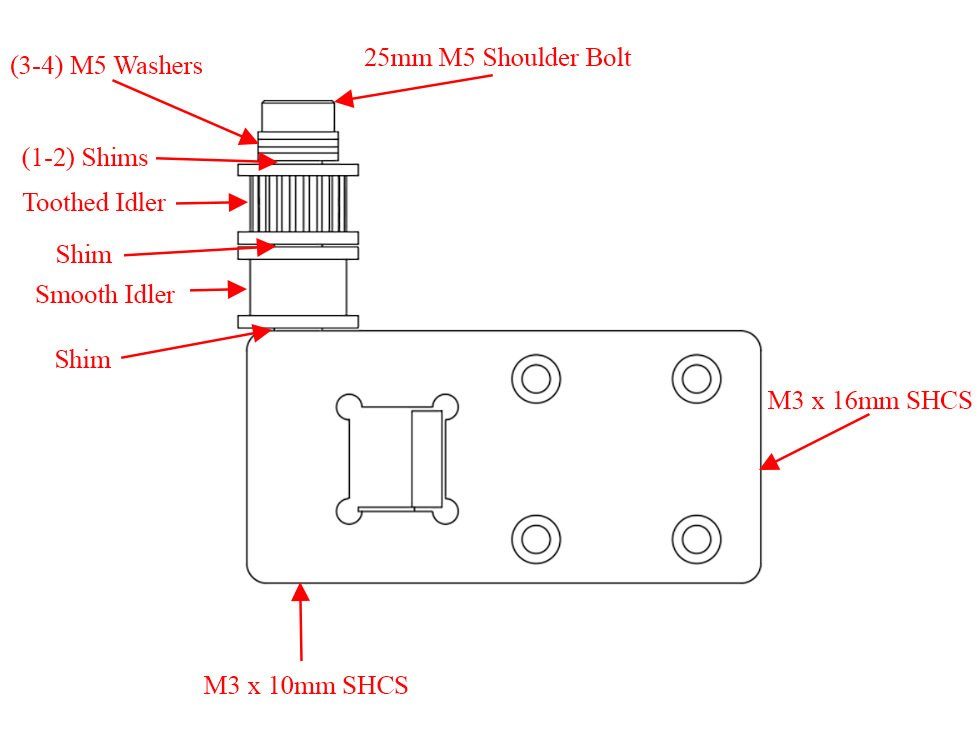 25mm M5 Shoulder Bolt
(3-4) M5 Washers
(1-2) Shims
Toothed Idler
Shim
Smooth Idler
Shim
M3 x 16mm SHCS
M3 x 10mm SHCS